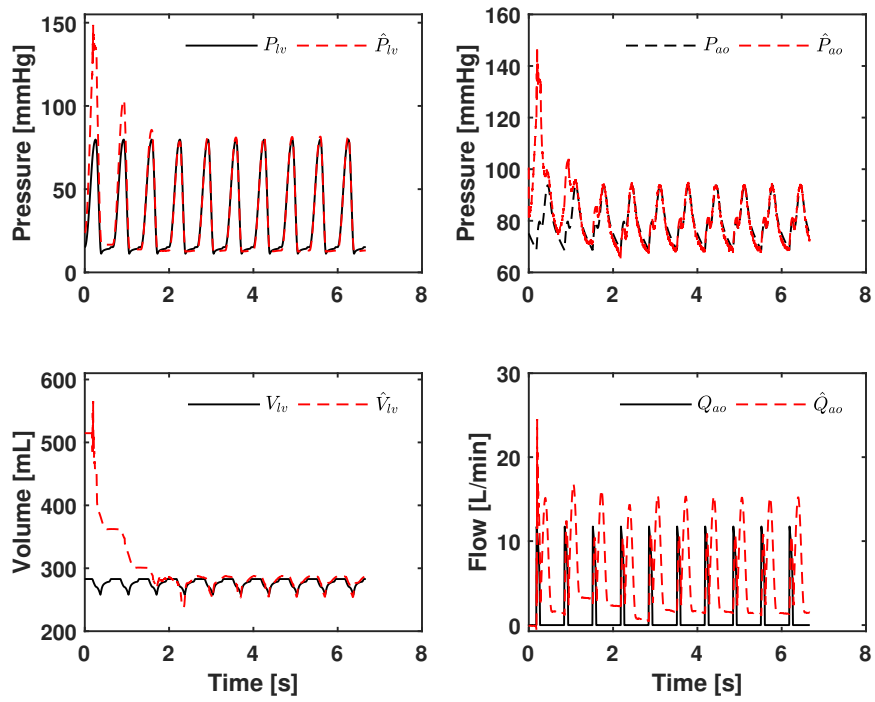 P_lv P̂_lv
Pressure [mmHg]
150
100
50
0
0 2 4 6 8
P_ao P̂_ao
Pressure [mmHg]
160
140
120
100
80
60
0 2 4 6 8
V_lv V̂_lv
Volume [mL]
600
500
400
300
200
0 2 4 6 8
Time [s]
Q_ao Q̂_ao
Flow [L/min]
30
20
10
0
0 2 4 6 8
Time [s]